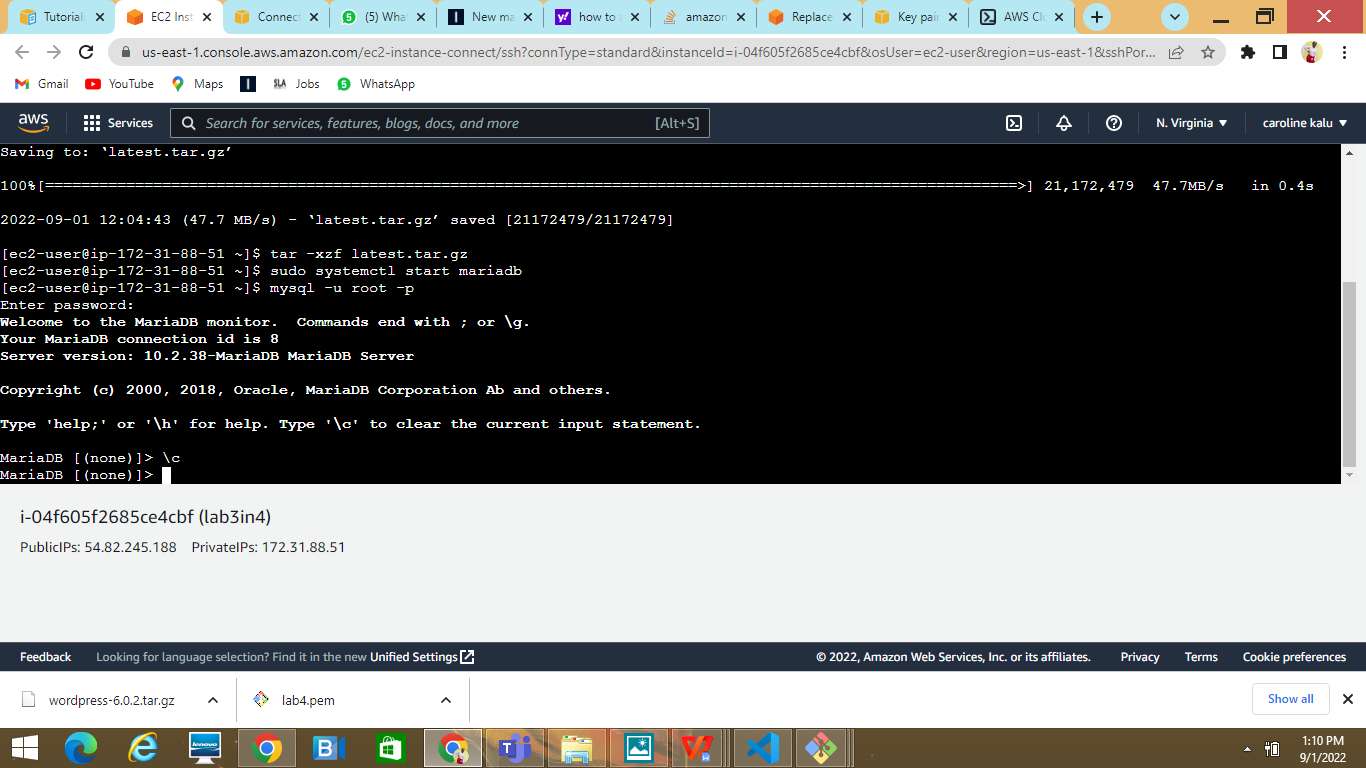 Tutorial: EC2 Inst Connect (5) Wha New ma how to a amazon Replace Key pair AWS Cl
us-east-1.console.aws.amazon.com/ec2-instance-connect/ssh?connType=standard&instanceId=i-04f605f2685ce4cbf&osUser=ec2-user&region=us-east-1&sshPor...
Gmail YouTube Maps SLA Jobs 5 WhatsApp
aws Services Search for services, features, blogs, docs, and more [Alt+S] N. Virginia ▼ caroline kalu ▼
Saving to: ‘latest.tar.gz’
100%[============================================================================================================>] 21,172,479 47.7MB/s in 0.4s
2022-09-01 12:04:43 (47.7 MB/s) - ‘latest.tar.gz’ saved [21172479/21172479]
[ec2-user@ip-172-31-88-51 ~]$ tar -xzf latest.tar.gz
[ec2-user@ip-172-31-88-51 ~]$ sudo systemctl start mariadb
[ec2-user@ip-172-31-88-51 ~]$ mysql -u root -p
Enter password:
Welcome to the MariaDB monitor. Commands end with ; or \g.
Your MariaDB connection id is 8
Server version: 10.2.38-MariaDB MariaDB Server
Copyright (c) 2000, 2018, Oracle, MariaDB Corporation Ab and others.
Type 'help;' or '\h' for help. Type '\c' to clear the current input statement.
MariaDB [(none)]> \c
MariaDB [(none)]>
i-04f605f2685ce4cbf (lab3in4)
PublicIPs: 54.82.245.188 PrivateIPs: 172.31.88.51
Feedback Looking for language selection? Find it in the new Unified Settings © 2022, Amazon Web Services, Inc. or its affiliates. Privacy Terms Cookie preferences
wordpress-6.0.2.tar.gz lab4.pem Show all
lenovo
1:10 PM
9/1/2022